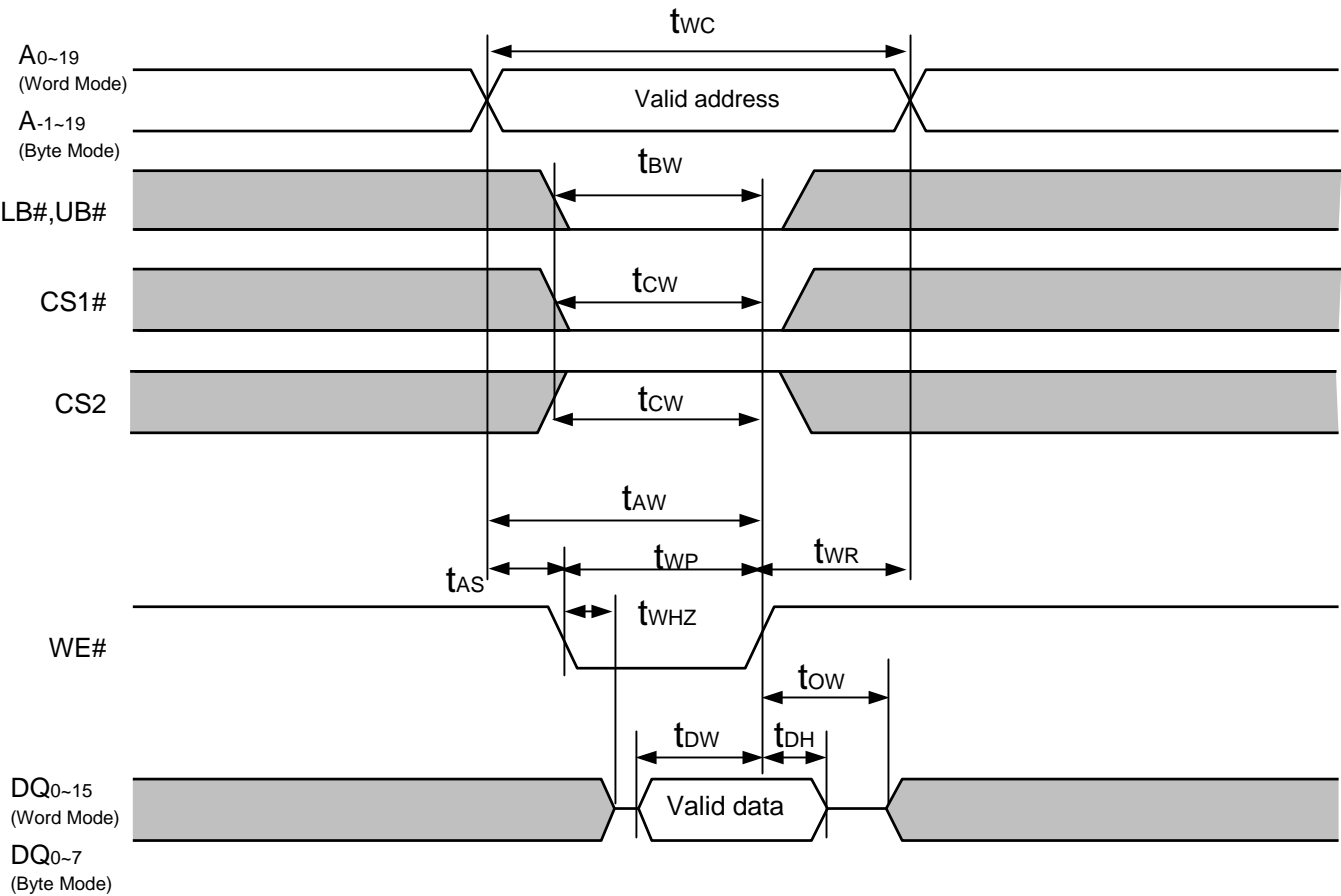 tWC
A0~19
(Word Mode)
Valid address
A-1~19
(Byte Mode)
tBW
LB#,UB#
tCW
CS1#
CS2
tCW
tAW
tAS
tWP
tWR
tWHZ
WE#
tOW
tDW
tDH
DQ0~15
(Word Mode)
Valid data
DQ0~7
(Byte Mode)